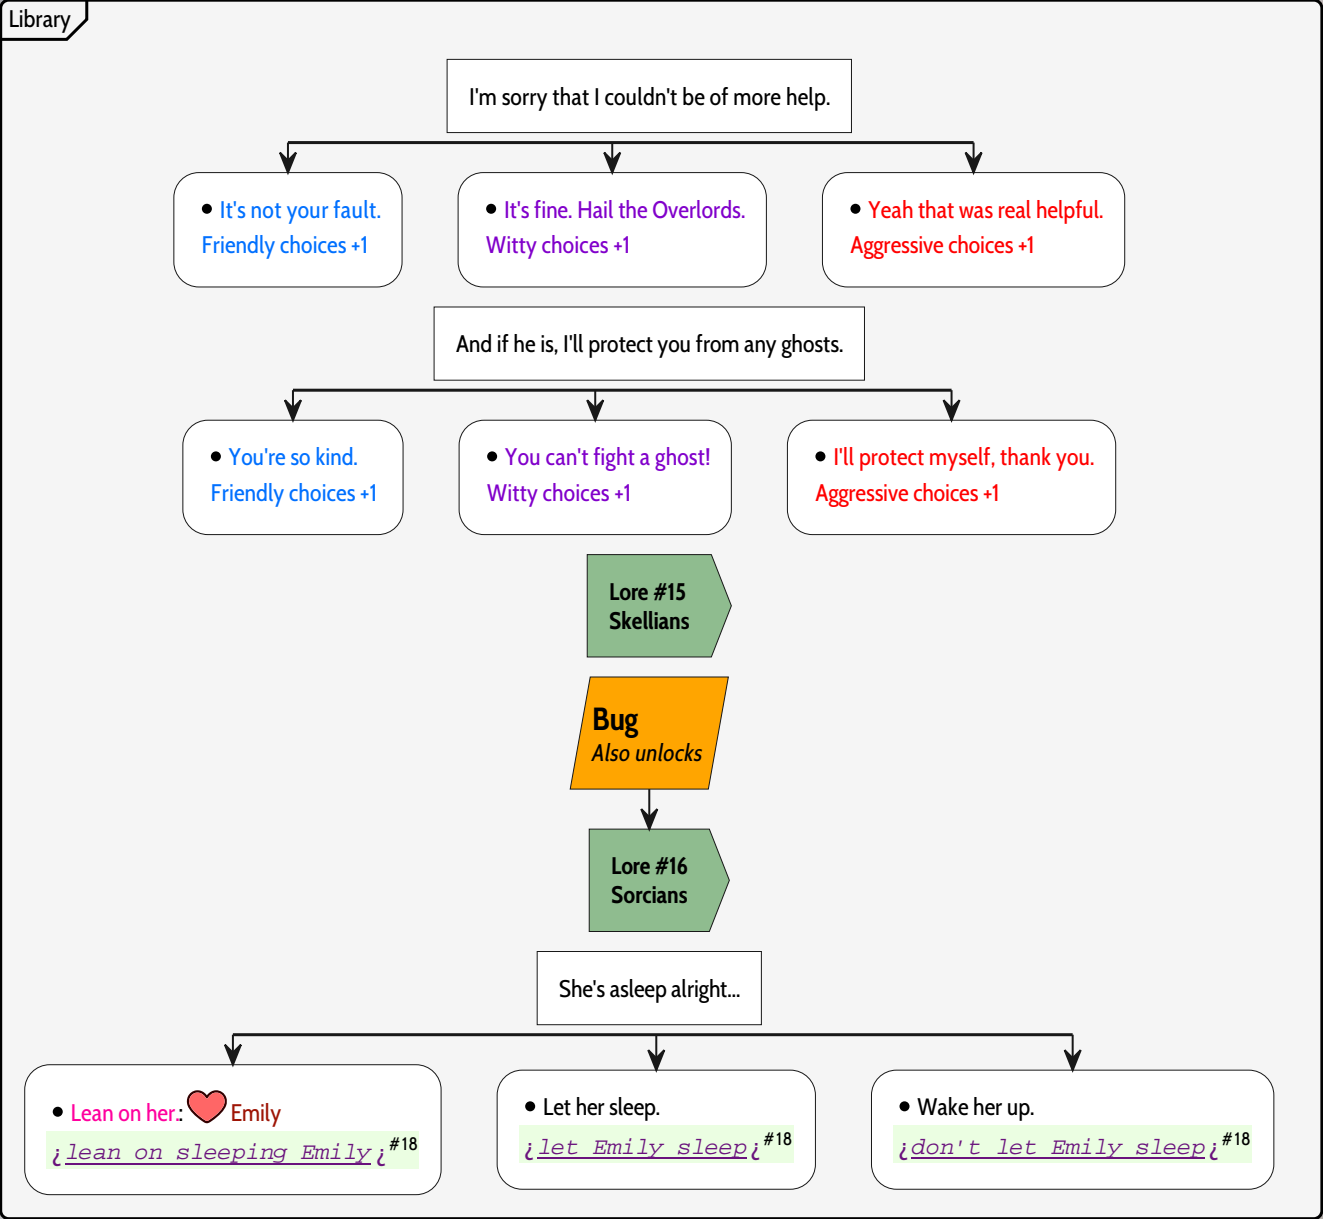 Library
I'm sorry that I couldn't be of more help.
• It's not your fault.
Friendly choices +1
• It's fine. Hail the Overlords.
Witty choices +1
• Yeah that was real helpful.
Aggressive choices +1
And if he is, I'll protect you from any ghosts.
• You're so kind.
Friendly choices +1
• You can't fight a ghost!
Witty choices +1
• I'll protect myself, thank you.
Aggressive choices +1
Lore #15
Skellians
Bug
Also unlocks
Lore #16
Sorcians
She's asleep alright...
• Lean on her.: Emily
¿lean on sleeping Emily¿#18
• Let her sleep.
¿let Emily sleep¿#18
• Wake her up.
¿don't let Emily sleep¿#18